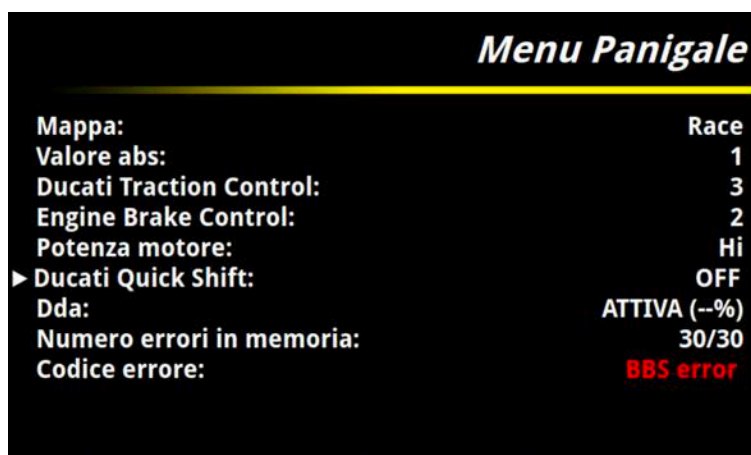 Menu Panigale
Mappa: Race
Valore abs: 1
Ducati Traction Control: 3
Engine Brake Control: 2
Potenza motore: Hi
Ducati Quick Shift: OFF
Dda: ATTIVA (--%)
Numero errori in memoria: 30/30
Codice errore: BBS error